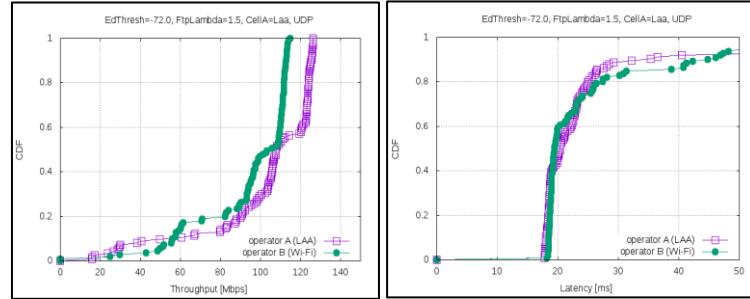 EdThresh=-72.0, FtpLambda=1.5, CellA=Laa, UDP
1
0.8
0.6
0.4
0.2
0
CDF
0
20
40
60
80
100
120
140
Throughput [Mbps]
operator A (LAA)
operator B (Wi-Fi)
EdThresh=-72.0, FtpLambda=1.5, CellA=Laa, UDP
1
0.8
0.6
0.4
0.2
0
CDF
0
10
20
30
40
50
Latency [ms]
operator A (LAA)
operator B (Wi-Fi)